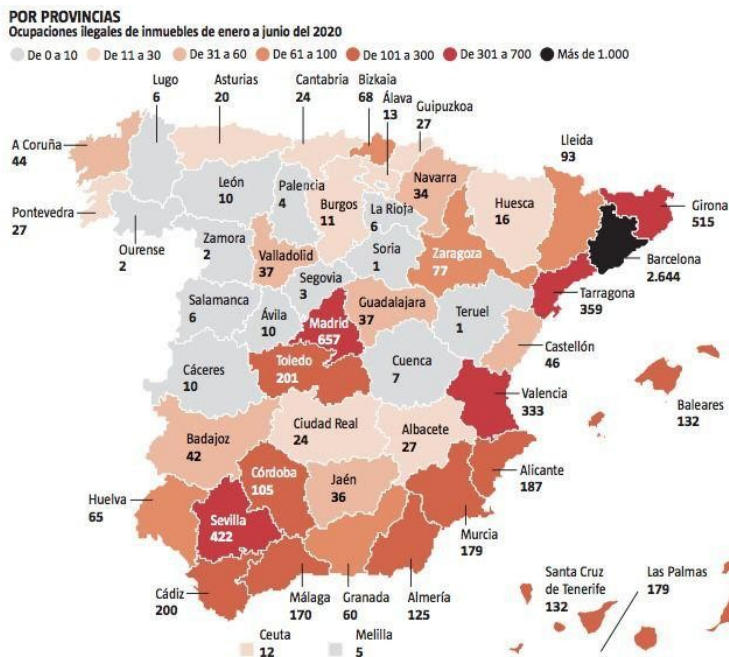 POR PROVINCIAS
Ocupaciones ilegales de inmuebles de enero a junio del 2020
De 0 a 10 De 11 a 30 De 31 a 60 De 61 a 100 De 101 a 300 De 301 a 700 Más de 1.000
Lugo
6
Asturias
20
Cantabria
24
Bizkaia
68
Álava
13
Guipuzkoa
27
A Coruña
44
Lleida
93
León
10
Palencia
4
Burgos
11
La Rioja
6
Navarra
34
Huesca
16
Girona
515
Pontevedra
27
Ourense
2
Zamora
2
Valladolid
37
Soria
1
Zaragoza
77
Barcelona
2.644
Segovia
3
Salamanca
6
Ávila
10
Madrid
657
Guadalajara
37
Teruel
1
Tarragona
359
Castellón
46
Cáceres
10
Toledo
201
Cuenca
7
Valencia
333
Baleares
132
Badajoz
42
Ciudad Real
24
Albacete
27
Alicante
187
Córdoba
105
Jaén
36
Huelva
65
Sevilla
422
Murcia
179
Cádiz
200
Málaga
170
Granada
60
Almería
125
Santa Cruz
de Tenerife
132
Las Palmas
179
Ceuta
12
Melilla
5